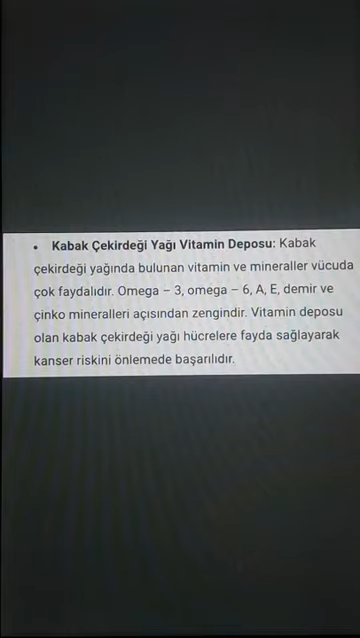 • Kabak Çekirdeği Yağı Vitamin Deposu: Kabak
çekirdeği yağında bulunan vitamin ve mineraller vücuda
çok faydalıdır. Omega – 3, omega – 6, A, E, demir ve
çinko mineralleri açısından zengindir. Vitamin deposu
olan kabak çekirdeği yağı hücrelere fayda sağlayarak
kanser riskini önlemede başarılıdır.